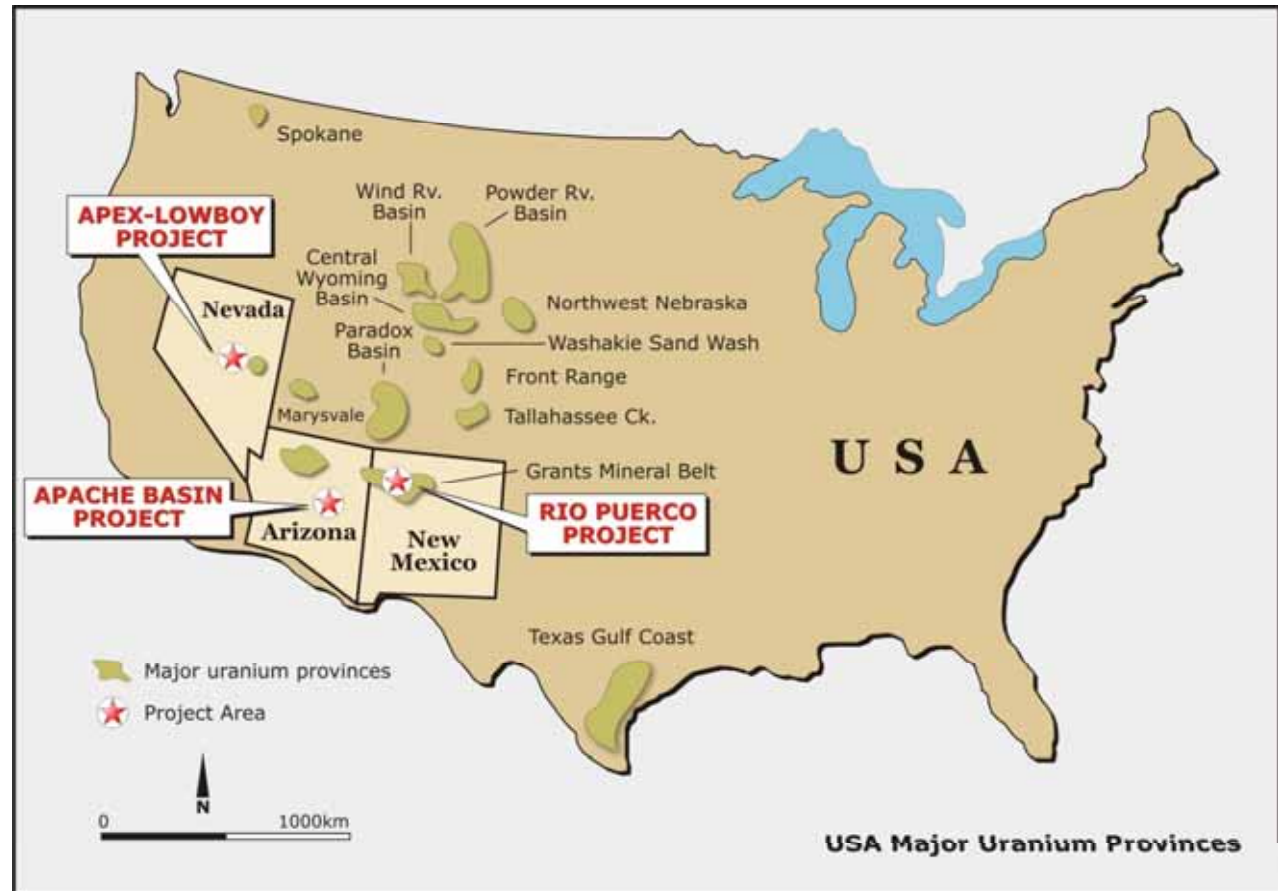 Spokane
Wind Rv.
Basin
Powder Rv.
Basin
APEX-LOWBOY
PROJECT
Central
Wyoming
Basin
Nevada
Northwest Nebraska
Paradox
Basin
Washakie Sand Wash
Front Range
Marysvale
Tallahassee Ck.
USA
Grants Mineral Belt
APACHE BASIN
PROJECT
RIO PUERCO
PROJECT
Arizona
New
Mexico
Texas Gulf Coast
Major uranium provinces
Project Area
N
0 1000km
USA Major Uranium Provinces